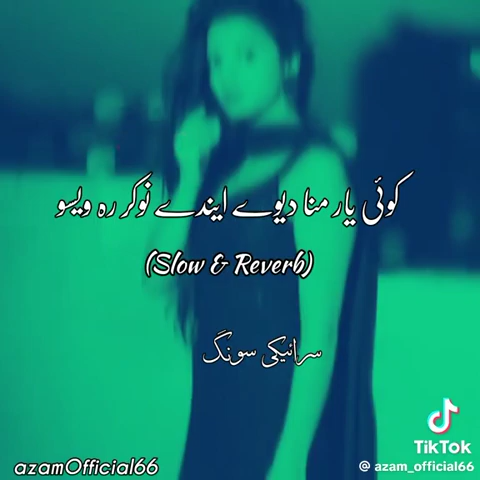 کوئی یار منا دیوے ایندے نوکر رہ ویسو
(Slow & Reverb)
سرائیکی سونگ
TikTok
azamOfficial66
@ azam_official66